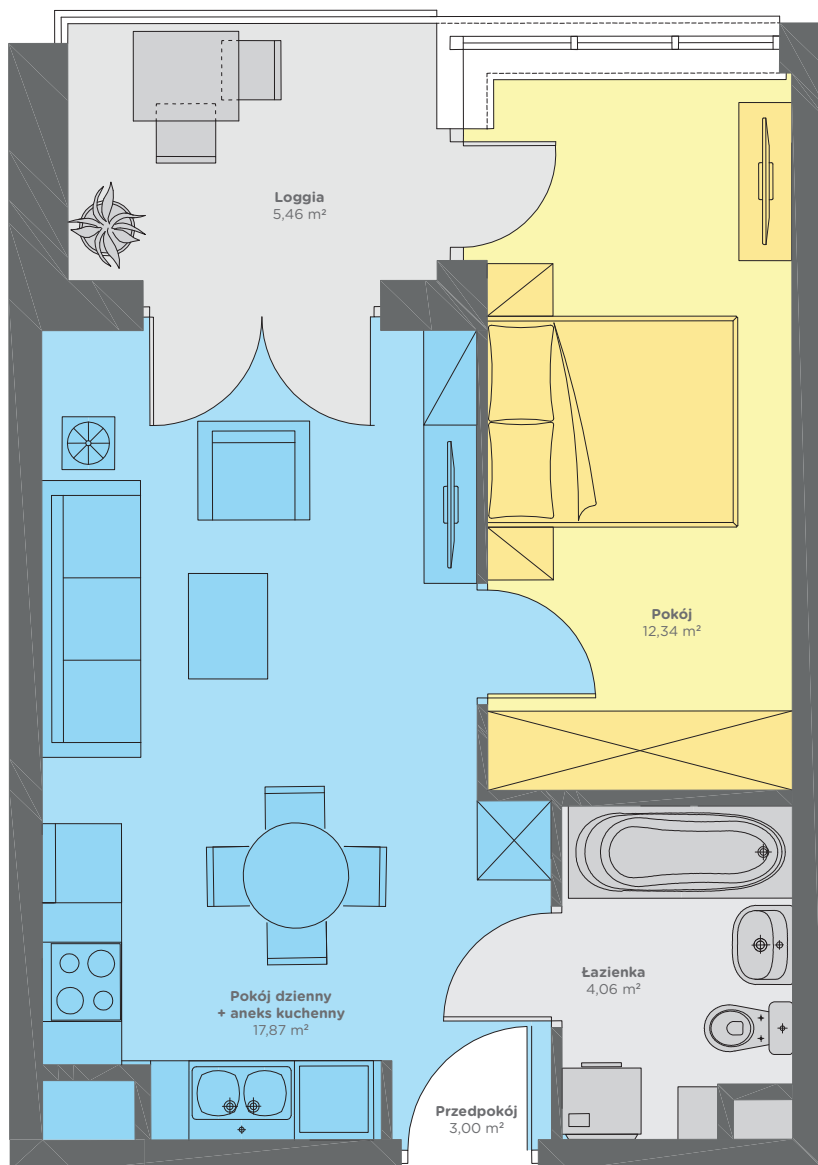 Loggia
5,46 m²
Pokój
12,34 m²
Łazienka
4,06 m²
Pokój dzienny
+ aneks kuchenny
17,87 m²
Przedpokój
3,00 m²